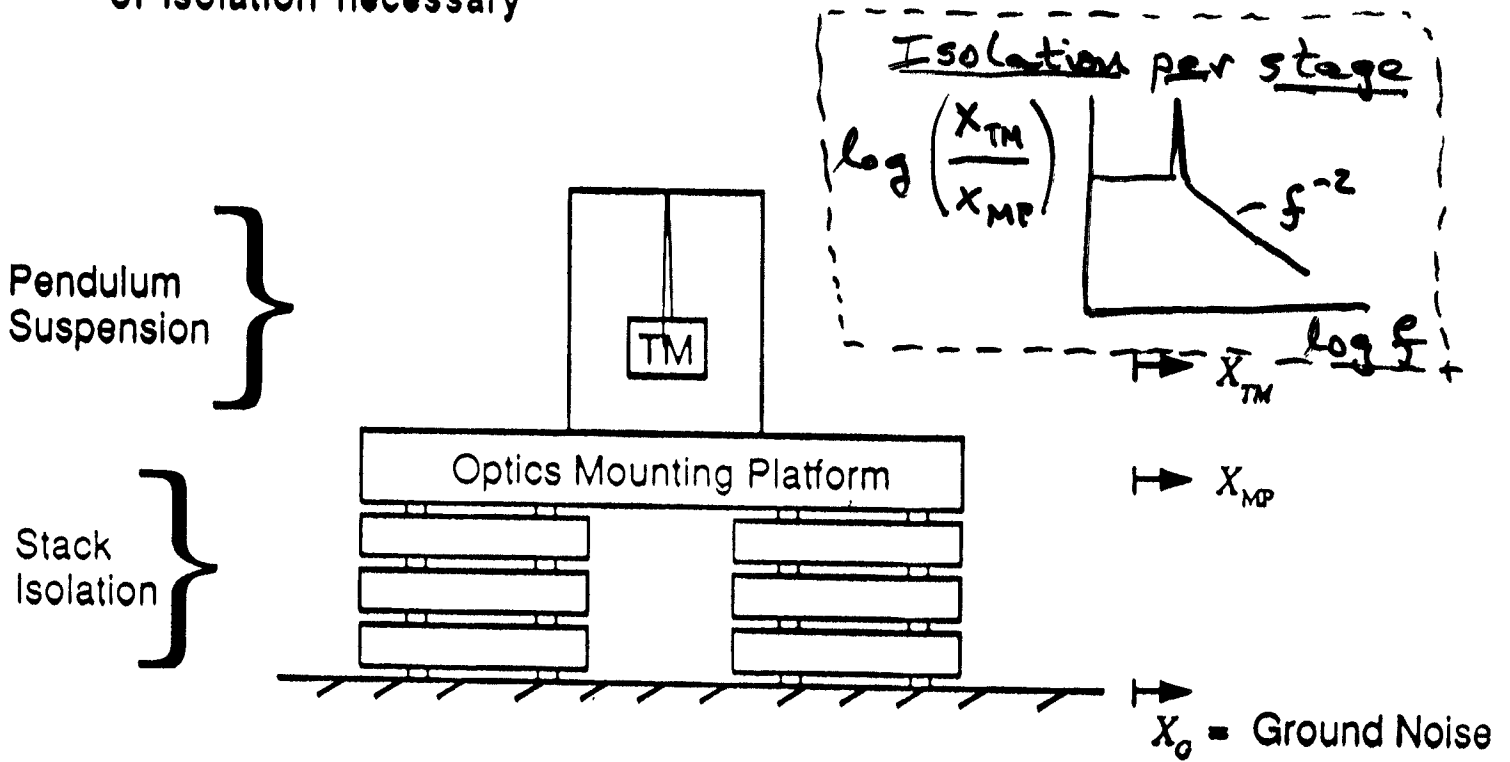 of isolation necessary
Isolation per stage
log (X_TM / X_MP)
f^-2
log f
Pendulum
Suspension
TM
X_TM
Optics Mounting Platform
X_MP
Stack
Isolation
X_G = Ground Noise